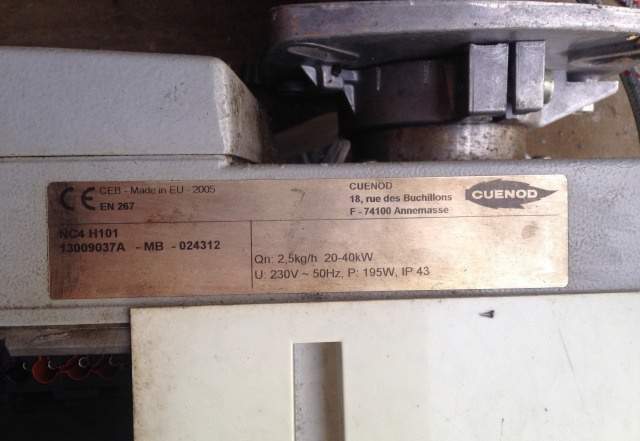 CE CEB - Made in EU - 2005
EN 267
NC4 H101
13009037A - MB - 024312
CUENOD
18, rue des Buchillons
F - 74100 Annemasse
CUENOD
Qn: 2,5kg/h 20-40kW
U: 230V ~ 50Hz, P: 195W, IP 43